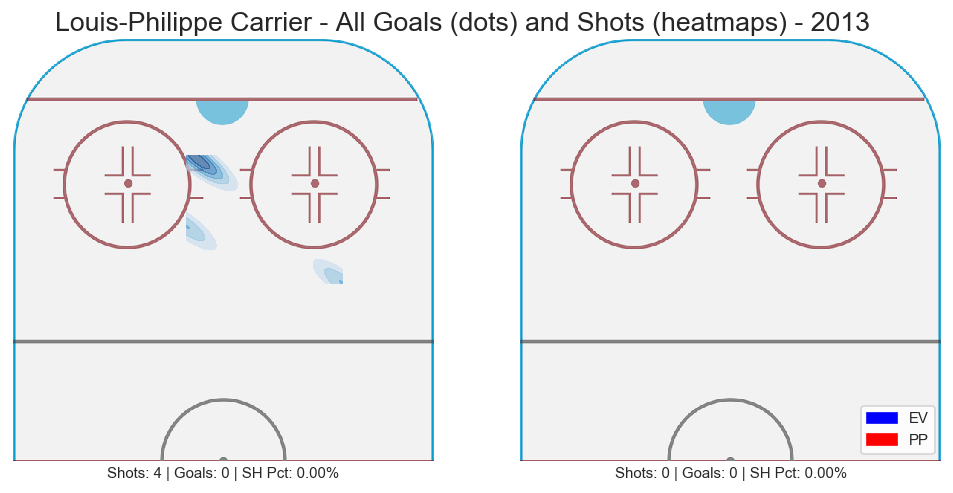 Louis-Philippe Carrier - All Goals (dots) and Shots (heatmaps) - 2013
EV
PP
Shots: 4 | Goals: 0 | SH Pct: 0.00%
Shots: 0 | Goals: 0 | SH Pct: 0.00%